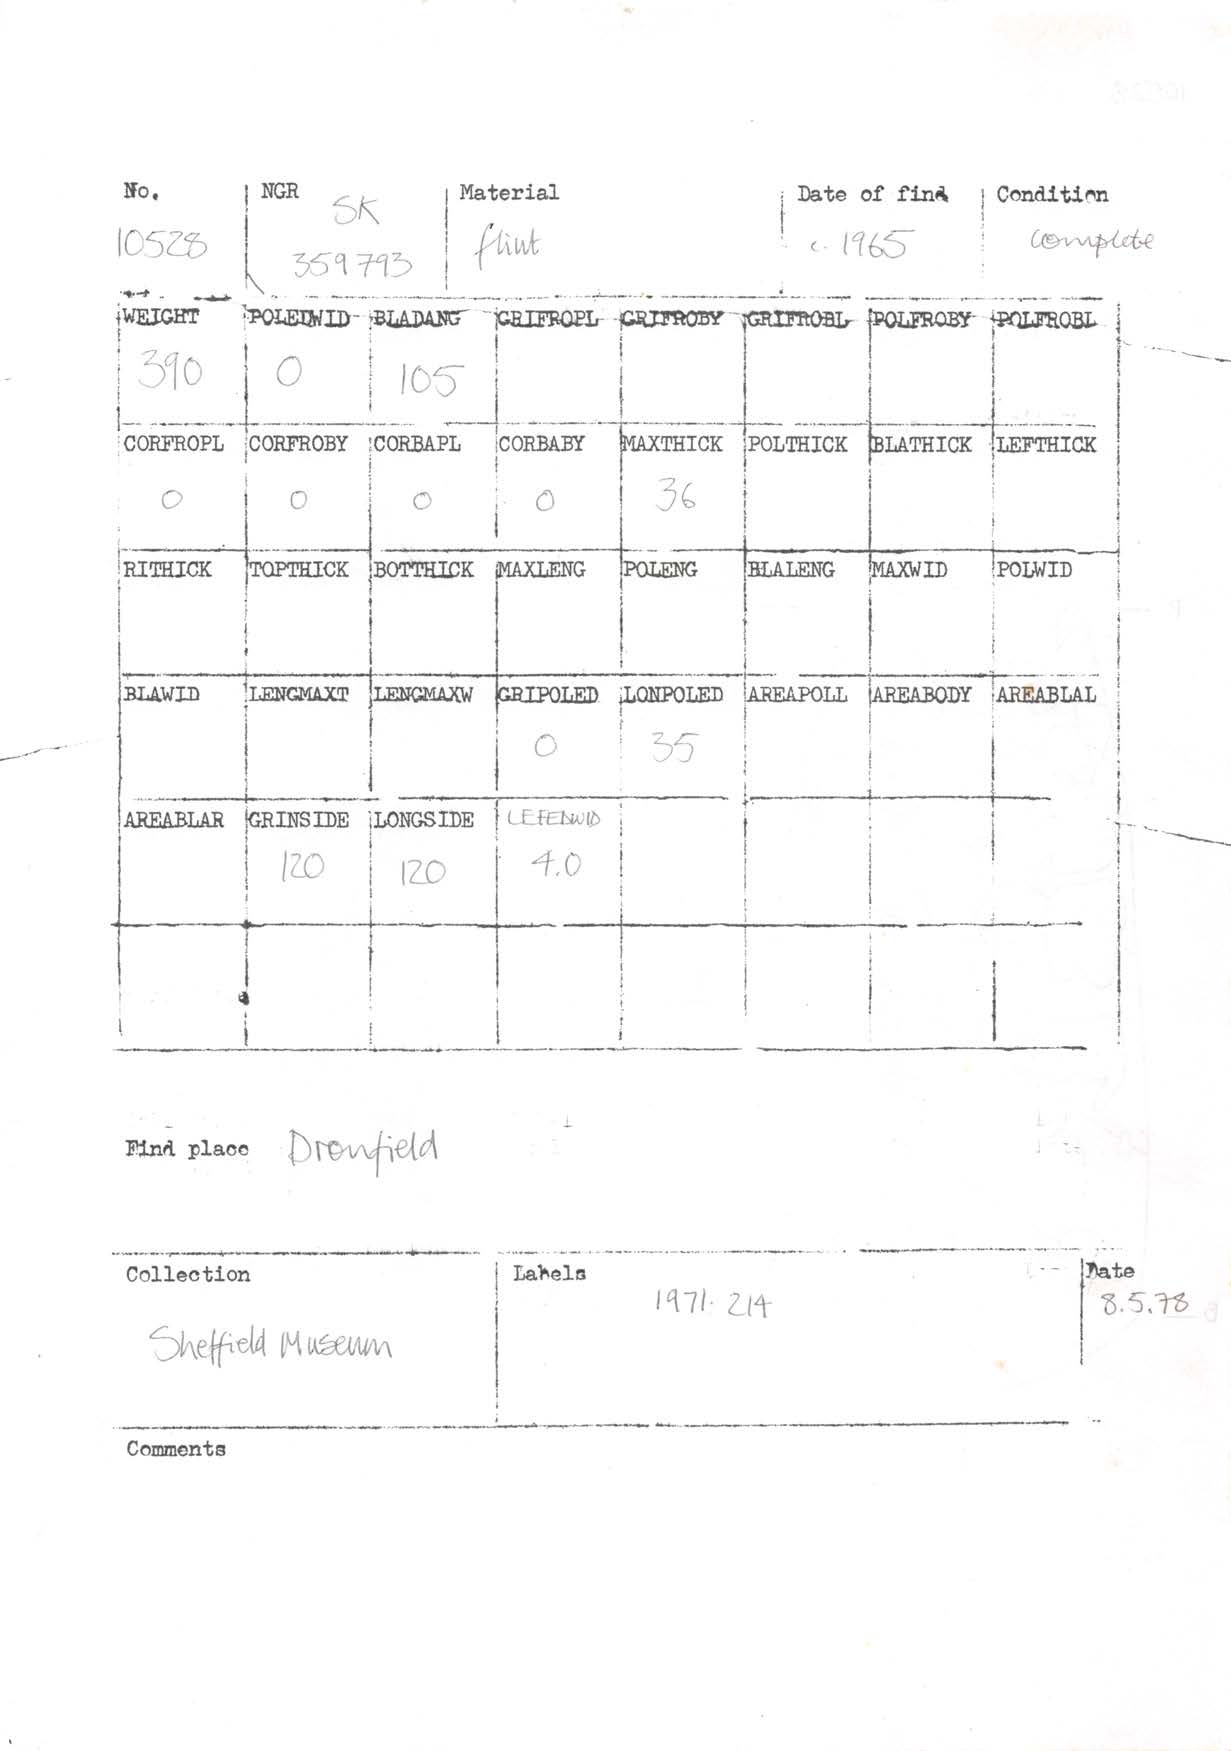 No. NGR Material Date of find Condition
10528 SK 359793 flint c. 1965 complete
WEIGHT POLEDWID BLADANG GRIFROPL GRIFROBY GRIFROBL POLFROBY POLFROBL
390 0 105
CORFROPL CORFROBY CORBAPL CORBABY MAXTHICK POLTHICK BLATHICK LEFTHICK
0 0 0 0 36
RITHICK TOPTHICK BOTTHICK MAXLENG POLENG BLALENG MAXWID POLWID
BLAWID LENGMAXT LENGMAXW GRIPOLED LONPOLED AREAPOLL AREABODY AREABLAL
0 35
AREABLAR GRINSIDE LONGSIDE LEFEDWID
120 120 4.0
Find place Dronfield
Collection Labels Date
1971.214 8.5.78
Sheffield Museum
Comments